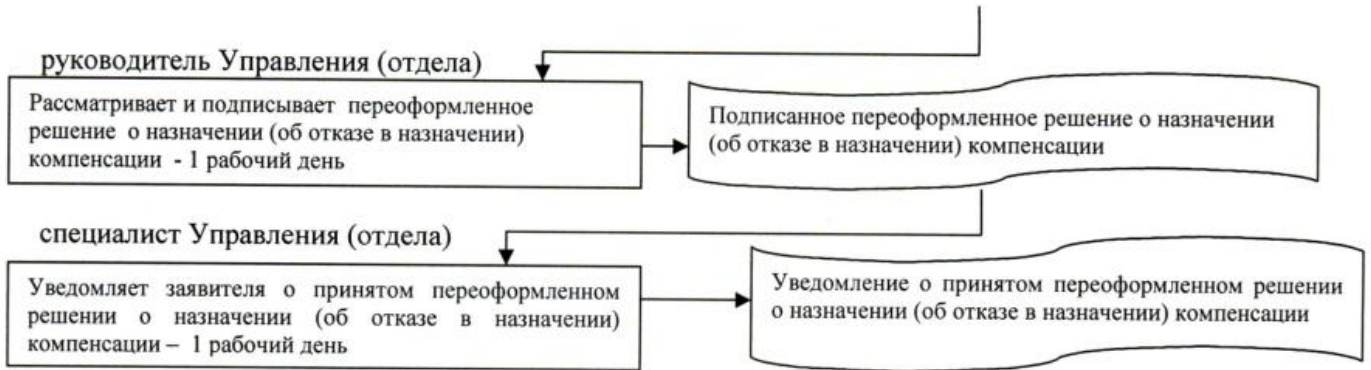 руководитель Управления (отдела)
Рассматривает и подписывает переоформленное
решение о назначении (об отказе в назначении)
компенсации - 1 рабочий день
Подписанное переоформленное решение о назначении
(об отказе в назначении) компенсации
специалист Управления (отдела)
Уведомляет заявителя о принятом переоформленном
решении о назначении (об отказе в назначении)
компенсации – 1 рабочий день
Уведомление о принятом переоформленном решении
о назначении (об отказе в назначении) компенсации